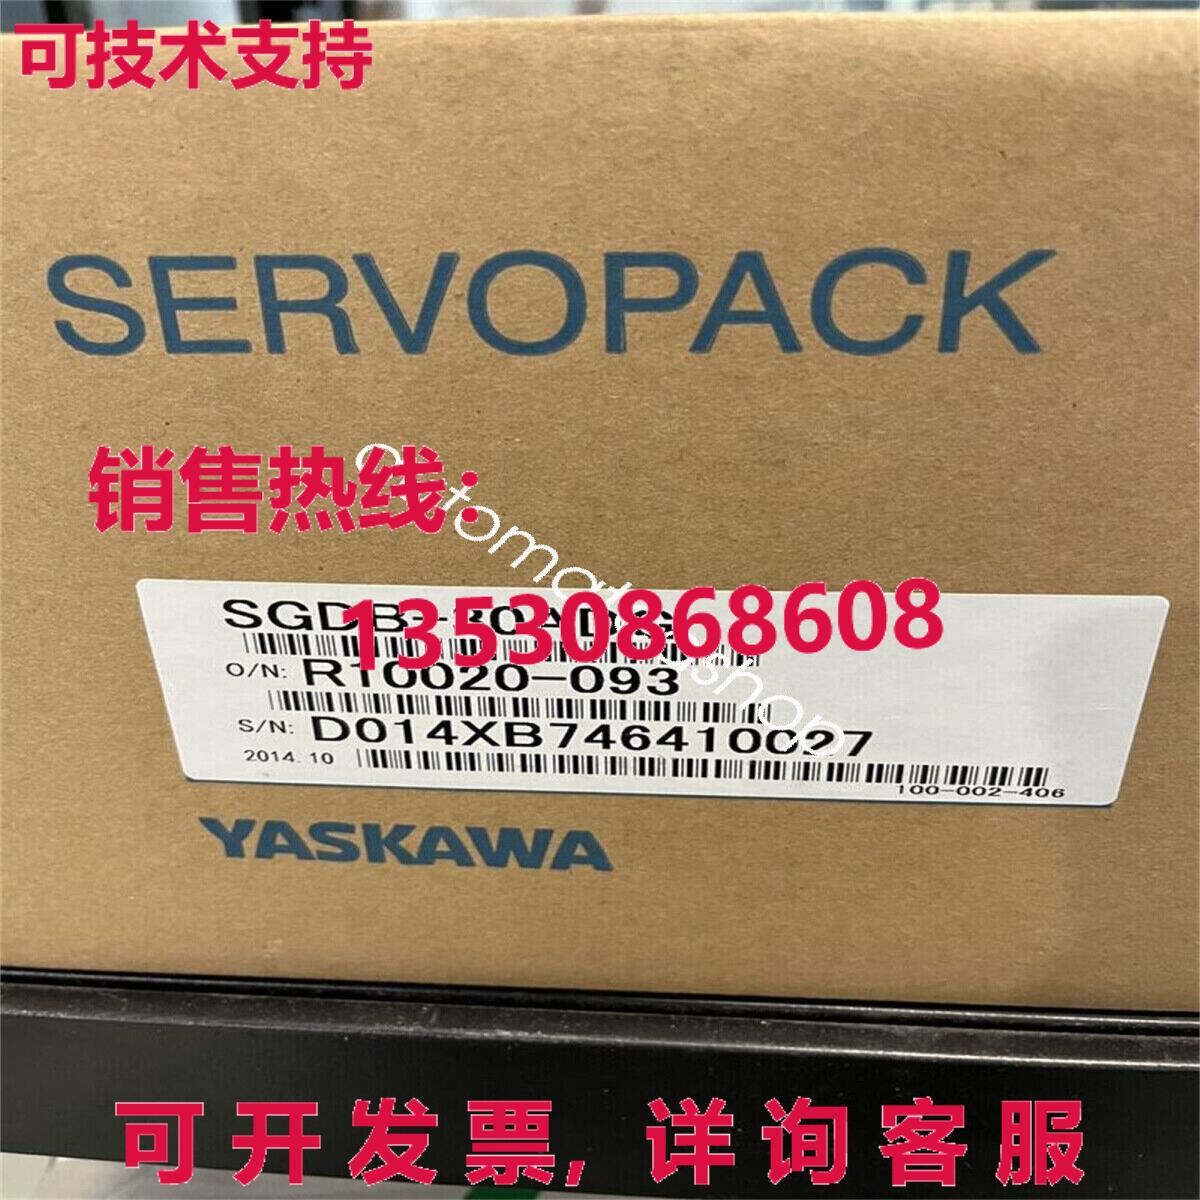 可技术支持
SERVOPACK
销售热线:
13530868608
O/N: R10020-093
S/N: D014XB746410027
2014.10
100-002-406
YASKAWA
可开发票,详询客服